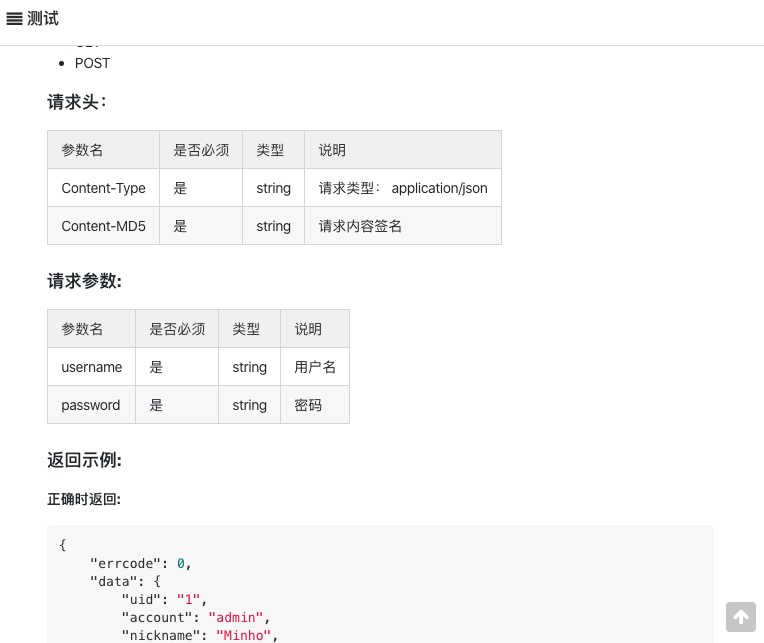 测试
POST
请求头：
参数名 是否必须 类型 说明
Content-Type 是 string 请求类型： application/json
Content-MD5 是 string 请求内容签名
请求参数:
参数名 是否必须 类型 说明
username 是 string 用户名
password 是 string 密码
返回示例:
正确时返回:
{
"errcode": 0,
"data": {
"uid": "1",
"account": "admin",
"nickname": "Minho",